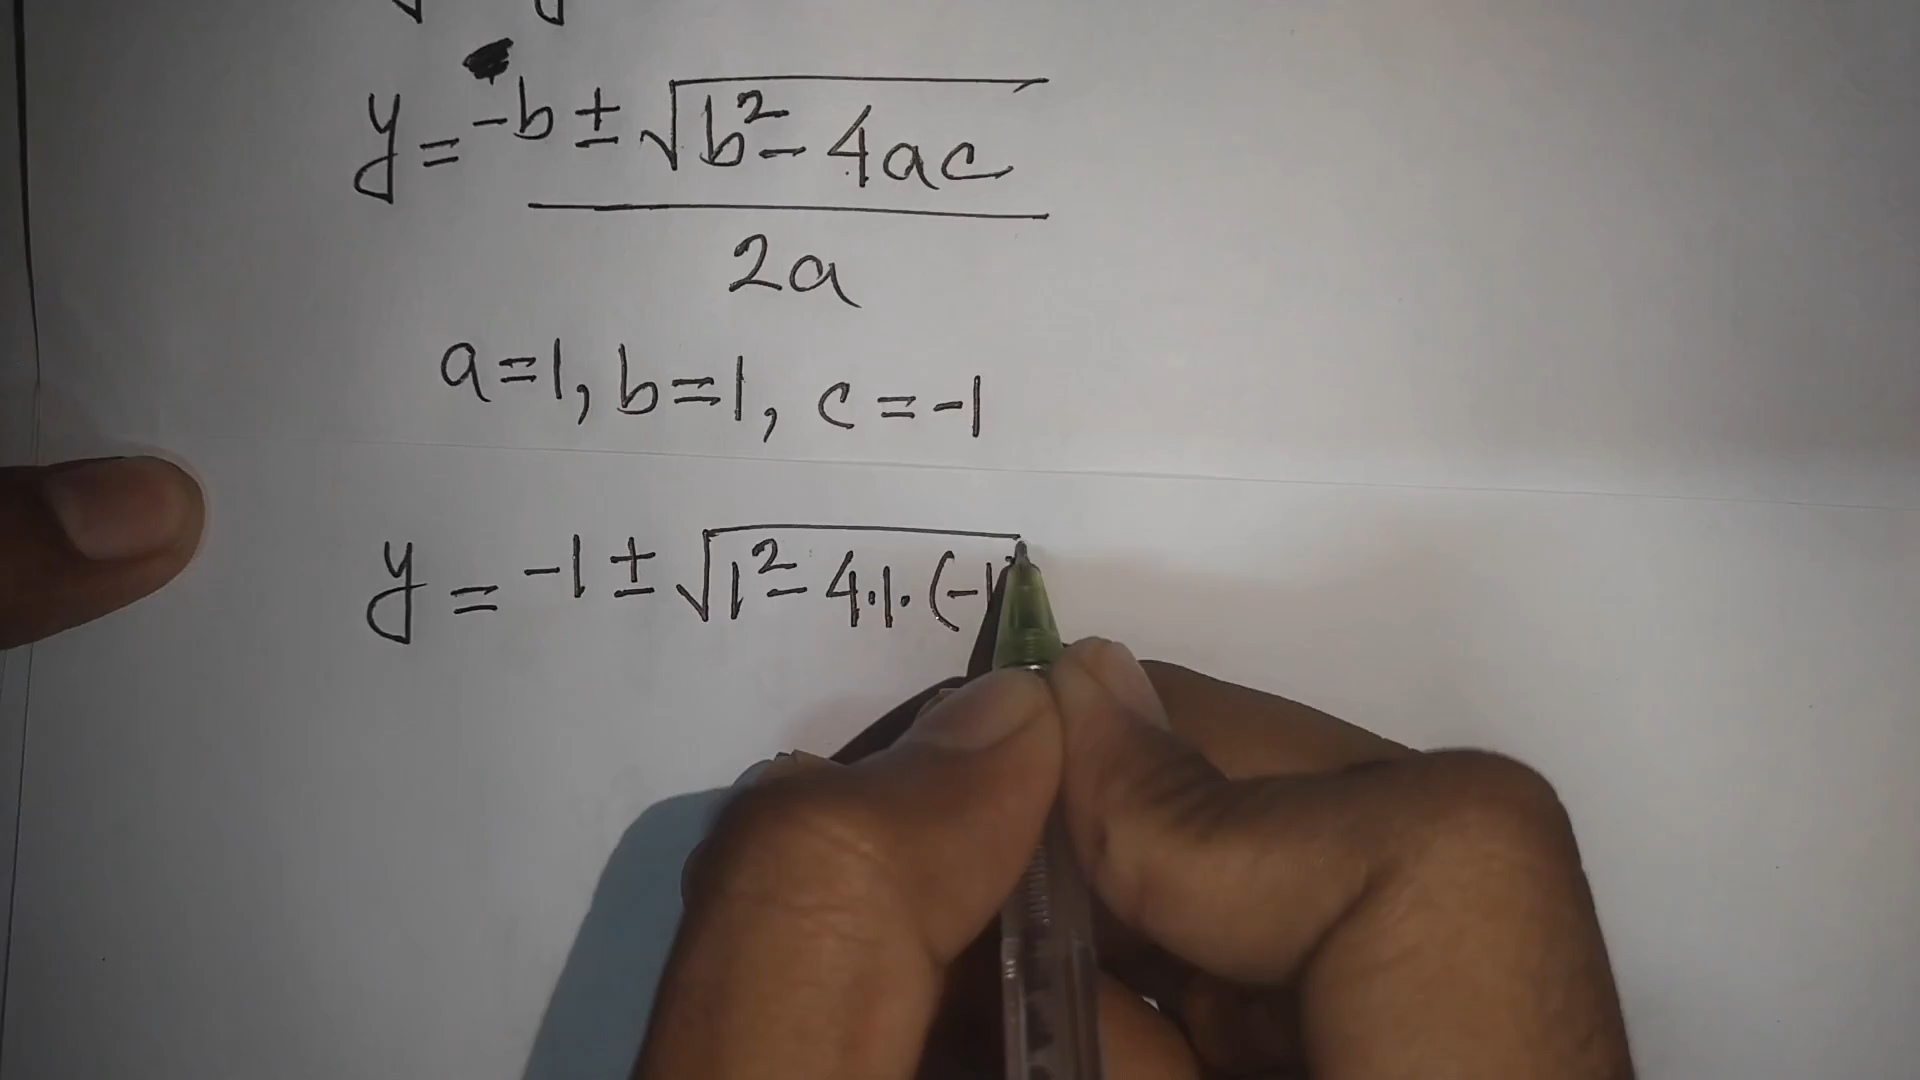 y = -b ± √b² - 4ac
2a
a=1, b=1, c=-1
y = -1 ± √1² - 4.1.(-1